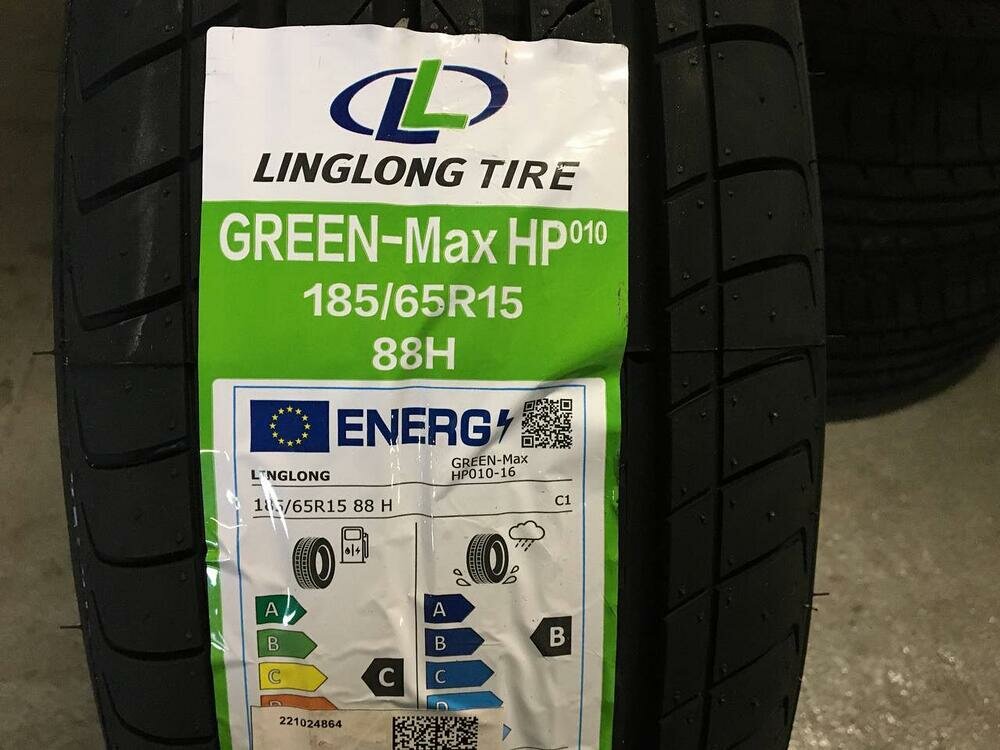 LINGLONG TIRE
GREEN-Max HP010
185/65R15
88H
ENERG
LINGLONG
GREEN-Max
HP010-16
185/65R15 88 H
C1
A
A
B
B
B
C
C
C
D
221024864